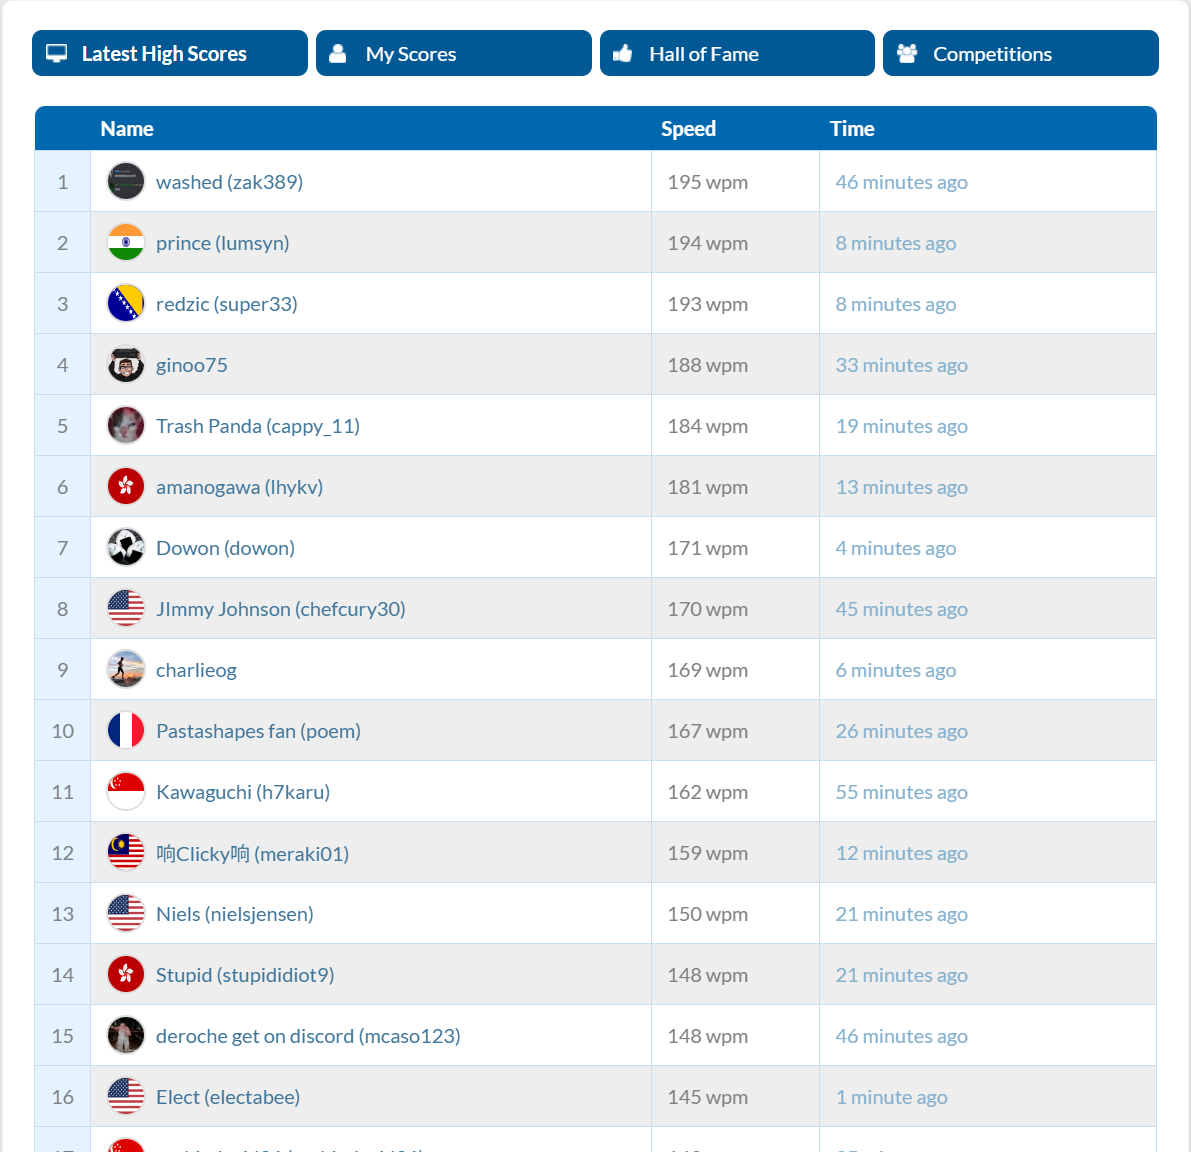 Latest High Scores My Scores Hall of Fame Competitions
Name Speed Time
1 washed (zak389) 195 wpm 46 minutes ago
2 prince (lumsyn) 194 wpm 8 minutes ago
3 redzic (super33) 193 wpm 8 minutes ago
4 ginoo75 188 wpm 33 minutes ago
5 Trash Panda (cappy_11) 184 wpm 19 minutes ago
6 amanogawa (lhykv) 181 wpm 13 minutes ago
7 Dowon (dowon) 171 wpm 4 minutes ago
8 JImmy Johnson (chefcury30) 170 wpm 45 minutes ago
9 charlieog 169 wpm 6 minutes ago
10 Pastashapes fan (poem) 167 wpm 26 minutes ago
11 Kawaguchi (h7karu) 162 wpm 55 minutes ago
12 响Clicky响 (meraki01) 159 wpm 12 minutes ago
13 Niels (nielsjensen) 150 wpm 21 minutes ago
14 Stupid (stupididiot9) 148 wpm 21 minutes ago
15 deroche get on discord (mcaso123) 148 wpm 46 minutes ago
16 Elect (electabee) 145 wpm 1 minute ago